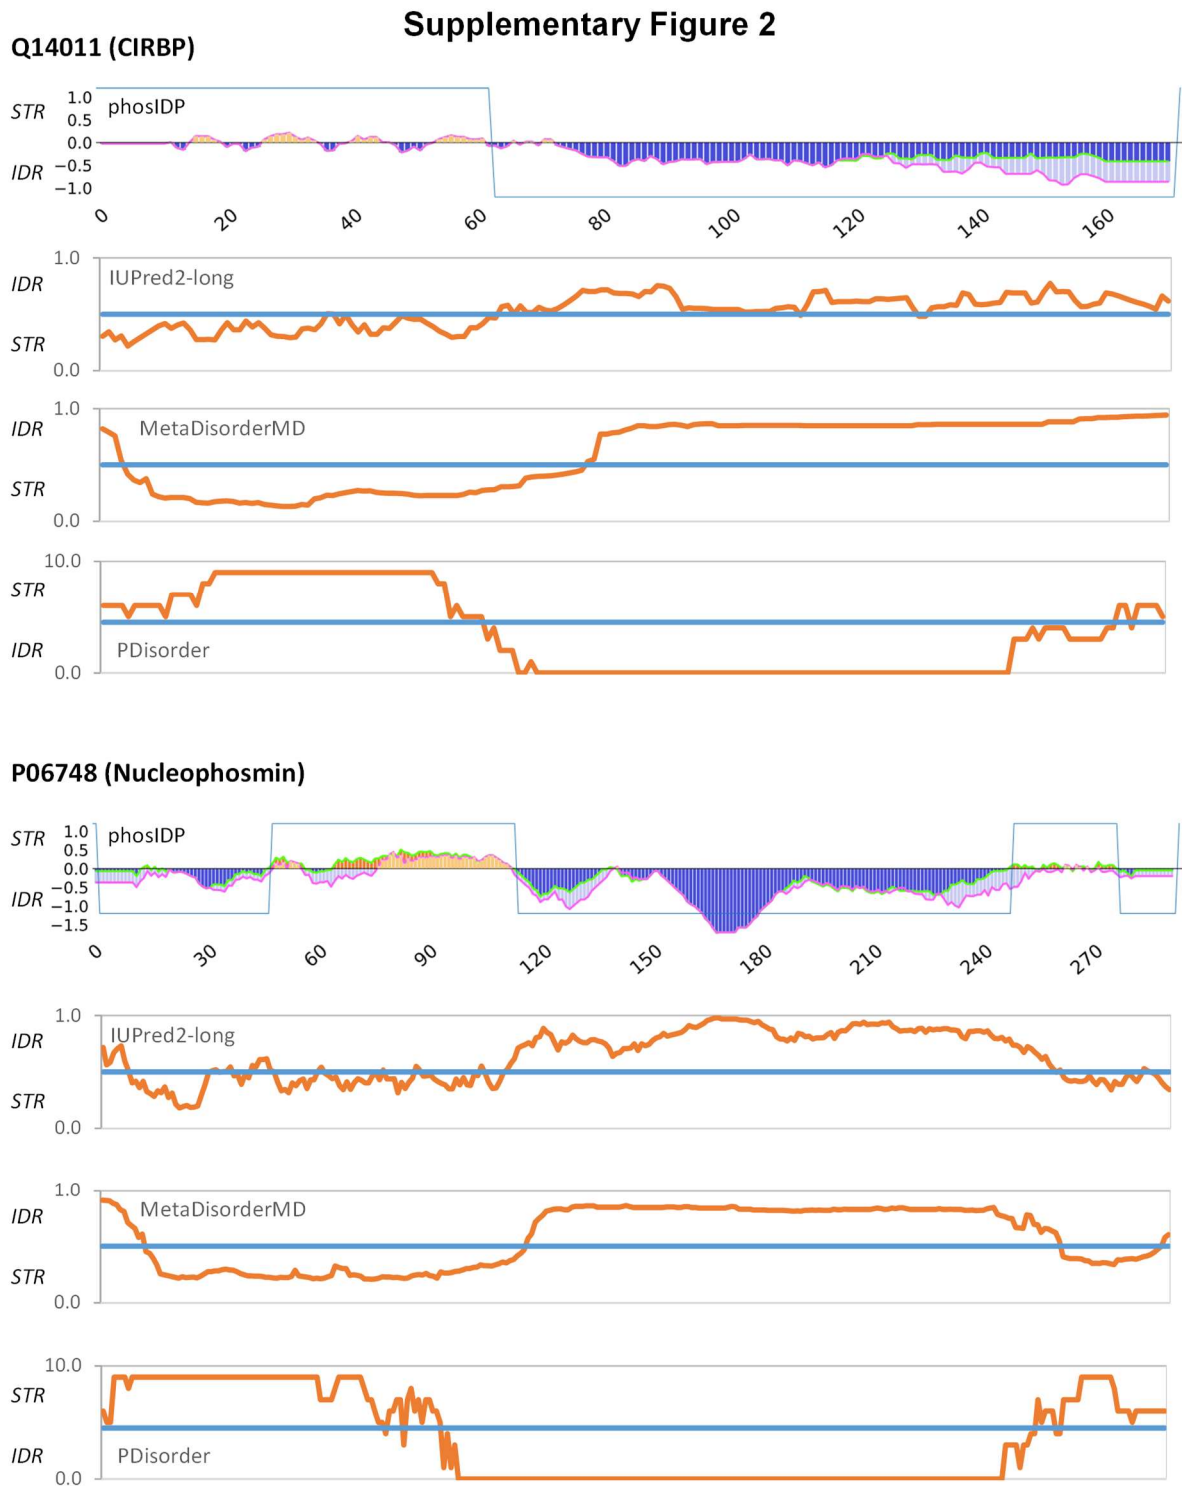 Supplementary Figure 2
Q14011 (CIRBP)
STR
IDR
1.0
0.5
0.0
−0.5
−1.0
phosIDP
0 20 40 60 80 100 120 140 160
IDR
STR
1.0
0.0
IUPred2-long
IDR
STR
1.0
0.0
MetaDisorderMD
STR
IDR
10.0
0.0
PDisorder
P06748 (Nucleophosmin)
STR
IDR
1.0
0.5
0.0
−0.5
−1.0
−1.5
phosIDP
0 30 60 90 120 150 180 210 240 270
IDR
STR
1.0
0.0
IUPred2-long
IDR
STR
1.0
0.0
MetaDisorderMD
STR
IDR
10.0
0.0
PDisorder